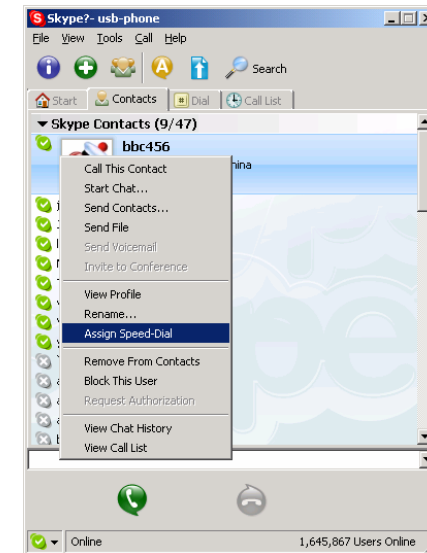 Skype?- usb-phone
File View Tools Call Help
Search
Start Contacts Dial Call List
Skype Contacts (9/47)
bbc456
Call This Contact
Start Chat...
Send Contacts...
Send File
Send Voicemail
Invite to Conference
View Profile
Rename...
Assign Speed-Dial
Remove From Contacts
Block This User
Request Authorization
View Chat History
View Call List
Online 1,645,867 Users Online